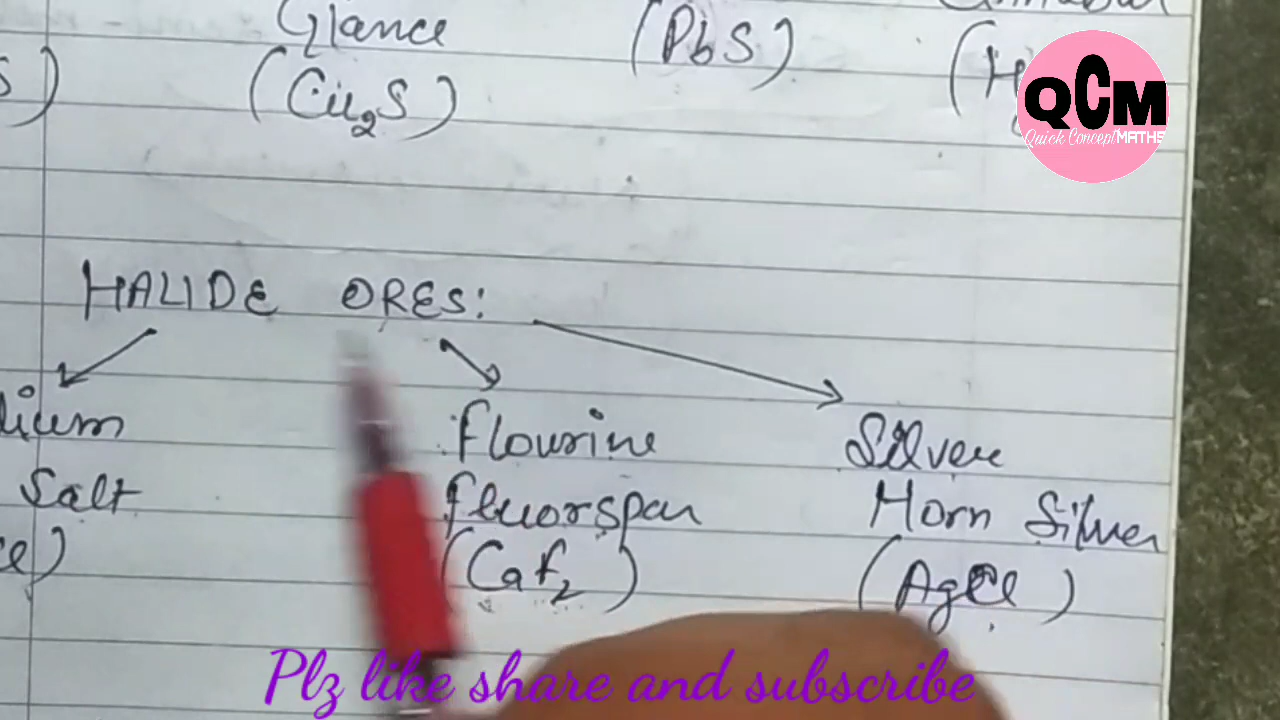 Glance
(PbS)
(Cu2S)
QCM
Quick Concept MATHS
HALIDE ORES:
flourine
Silver
Salt
fluorspar
Horn Silver
(CaF2)
(AgCl)
Plz like share and subscribe